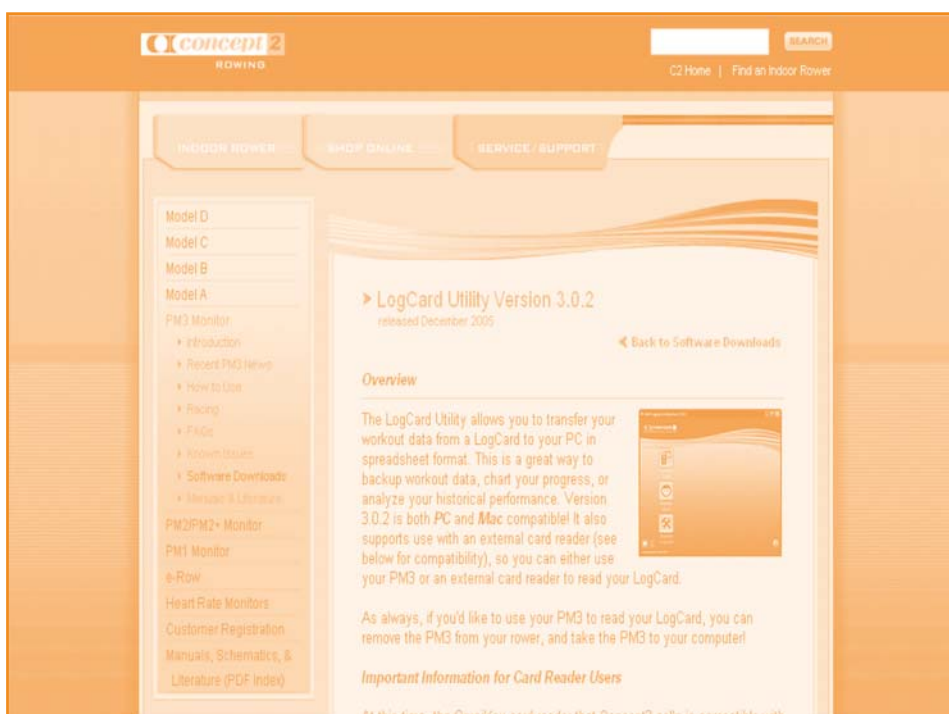 concept 2
ROWING
SEARCH
C2 Home | Find an Indoor Rower
INDOOR ROWER
SHOP ONLINE
SERVICE/SUPPORT
Model D
Model C
Model B
Model A
PM3 Monitor
Introduction
Recent PM3 News
How to Use
Racing
FAQs
Known Issues
Software Downloads
Manuals & Literature
PM2/PM2+ Monitor
PM1 Monitor
e-Row
Heart Rate Monitors
Customer Registration
Manuals, Schematics, &
Literature (PDF Index)
LogCard Utility Version 3.0.2
released December 2005
Back to Software Downloads
Overview
The LogCard Utility allows you to transfer your
workout data from a LogCard to your PC in
spreadsheet format. This is a great way to
backup workout data, chart your progress, or
analyze your historical performance. Version
3.0.2 is both PC and Mac compatible! It also
supports use with an external card reader (see
below for compatibility), so you can either use
your PM3 or an external card reader to read your LogCard.
As always, if you'd like to use your PM3 to read your LogCard, you can
remove the PM3 from your rower, and take the PM3 to your computer!
Important Information for Card Reader Users